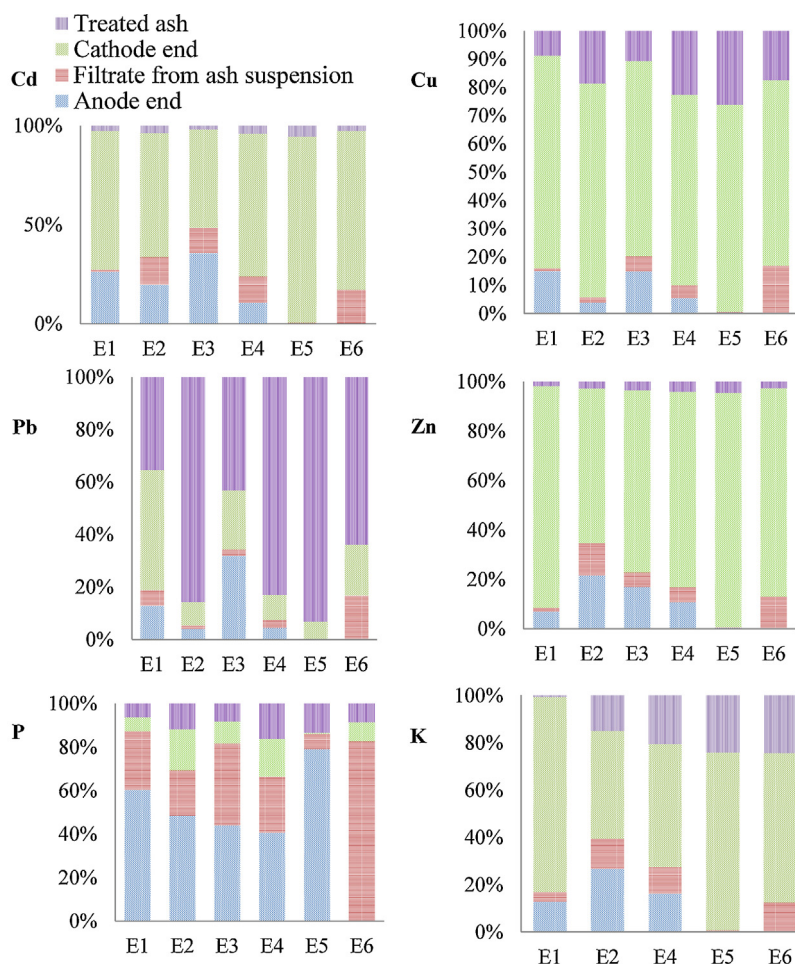 Treated ash
Cathode end
Filtrate from ash suspension
Anode end
Cd
100%
50%
0%
E1 E2 E3 E4 E5 E6
Cu
100%
90%
80%
70%
60%
50%
40%
30%
20%
10%
0%
E1 E2 E3 E4 E5 E6
Pb
100%
80%
60%
40%
20%
0%
E1 E2 E3 E4 E5 E6
Zn
100%
80%
60%
40%
20%
0%
E1 E2 E3 E4 E5 E6
P
100%
80%
60%
40%
20%
0%
E1 E2 E3 E4 E5 E6
K
100%
80%
60%
40%
20%
0%
E1 E2 E4 E5 E6